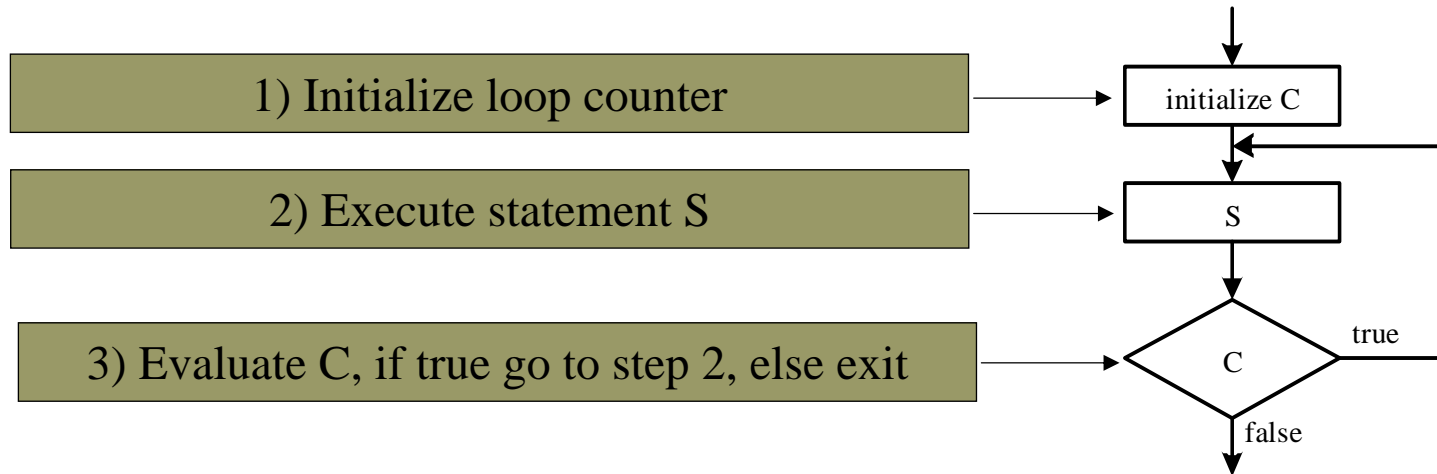 1) Initialize loop counter
initialize C
2) Execute statement S
S
3) Evaluate C, if true go to step 2, else exit
true
C
false